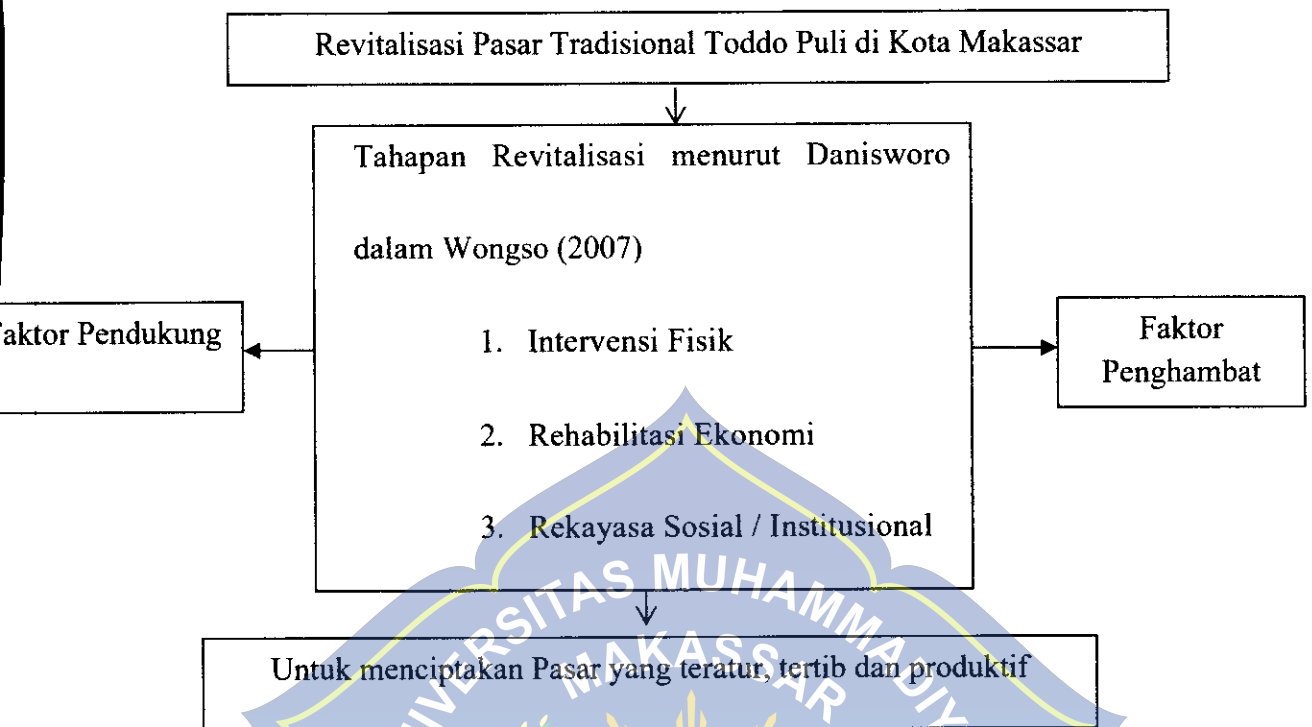 Revitalisasi Pasar Tradisional Toddo Puli di Kota Makassar
Tahapan Revitalisasi menurut Danisworo
dalam Wongso (2007)
1. Intervensi Fisik
2. Rehabilitasi Ekonomi
3. Rekayasa Sosial / Institusional
Faktor Pendukung
Faktor
Penghambat
Untuk menciptakan Pasar yang teratur, tertib dan produktif
MAKASSAR